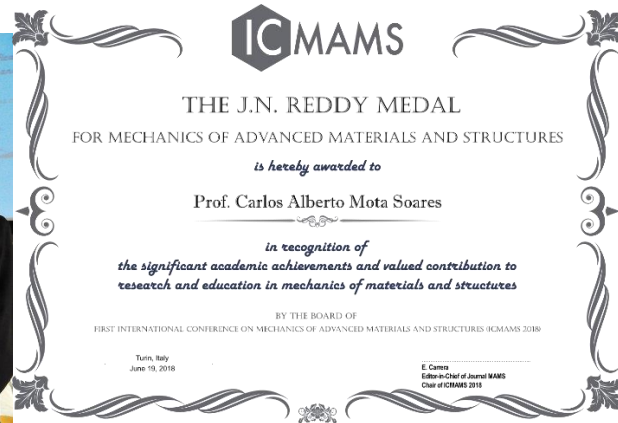 ICMAMS
THE J.N. REDDY MEDAL
FOR MECHANICS OF ADVANCED MATERIALS AND STRUCTURES
is hereby awarded to
Prof. Carlos Alberto Mota Soares
in recognition of
the significant academic achievements and valued contribution to
research and education in mechanics of materials and structures
BY THE BOARD OF
FIRST INTERNATIONAL CONFERENCE ON MECHANICS OF ADVANCED MATERIALS AND STRUCTURES (ICMAMS 2018)
Turin, Italy
June 19, 2018
E. Carrera
Editor-in-Chief of Journal MAMS
Chair of ICMAMS 2018